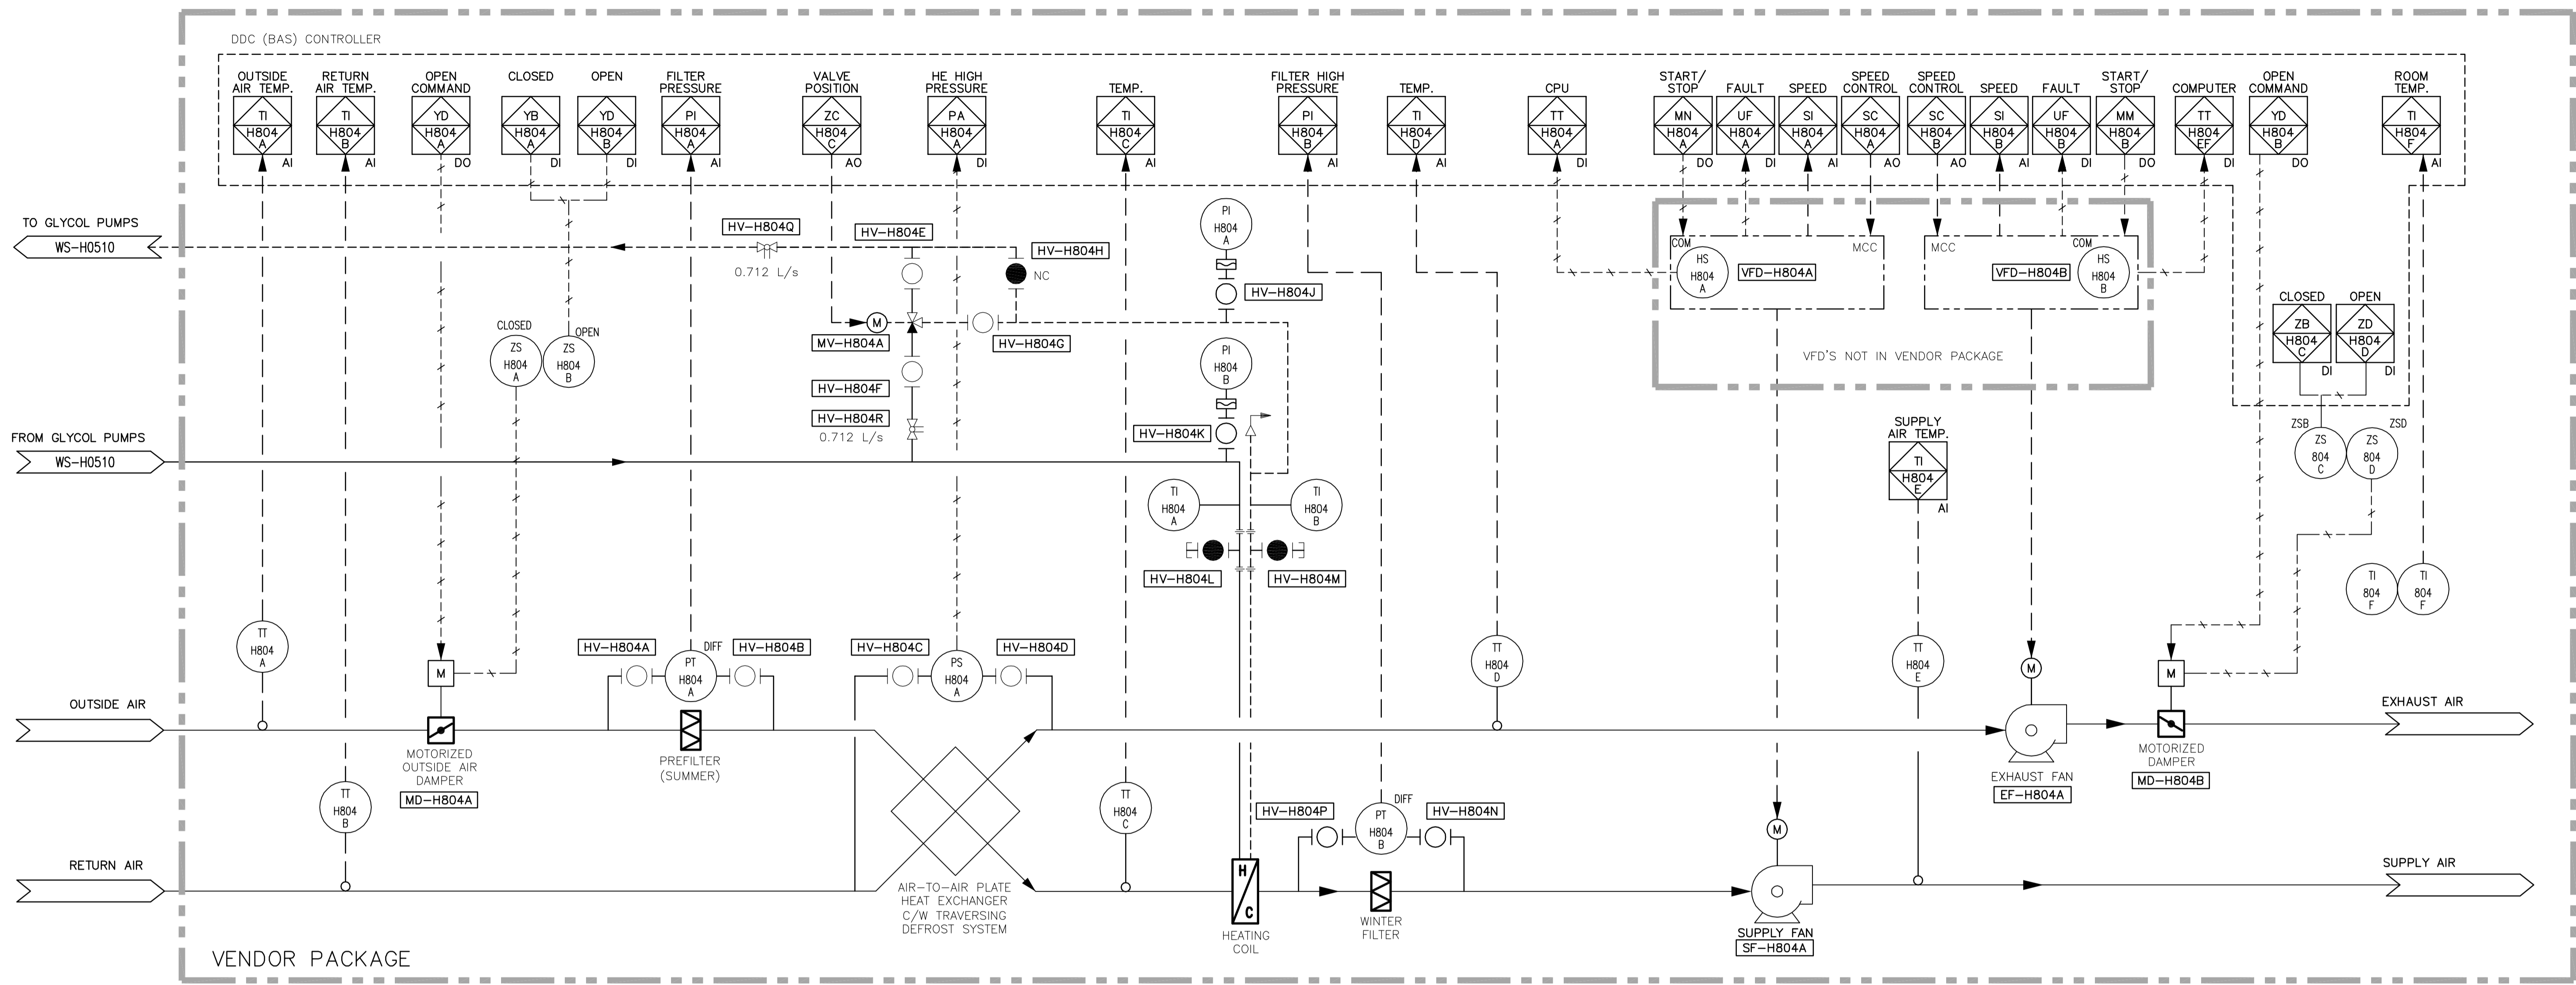 DDC (BAS) CONTROLLER
OUTSIDE
AIR TEMP.
TI
H804
A
AI
RETURN
AIR TEMP.
TI
H804
B
AI
OPEN
COMMAND
YD
H804
A
DO
CLOSED
YB
H804
A
DI
OPEN
YD
H804
B
DI
FILTER
PRESSURE
PI
H804
A
AI
VALVE
POSITION
ZC
H804
C
AO
HE HIGH
PRESSURE
PA
H804
A
DI
TEMP.
TI
H804
C
AI
FILTER HIGH
PRESSURE
PI
H804
B
AI
TEMP.
TI
H804
D
AI
CPU
TT
H804
A
DI
START/
STOP
MN
H804
A
DO
FAULT
UF
H804
A
DI
SPEED
SI
H804
A
AI
SPEED
CONTROL
SC
H804
A
AO
SPEED
CONTROL
SC
H804
B
AO
SPEED
SI
H804
B
AI
FAULT
UF
H804
B
DI
START/
STOP
MM
H804
B
DO
COMPUTER
TT
H804
EF
DI
OPEN
COMMAND
YD
H804
B
DO
ROOM
TEMP.
TI
H804
F
AI
TO GLYCOL PUMPS
WS-H0510
HV-H804Q
0.712 L/s
HV-H804E
HV-H804H
NC
PI
H804
A
HV-H804J
M
MV-H804A
HV-H804G
COM
HS
H804
A
VFD-H804A
MCC
MCC
VFD-H804B
COM
HS
H804
B
VFD'S NOT IN VENDOR PACKAGE
CLOSED
ZB
H804
C
DI
OPEN
ZD
H804
D
DI
CLOSED
ZS
H804
A
OPEN
ZS
H804
B
PI
H804
B
HV-H804F
HV-H804R
0.712 L/s
HV-H804K
FROM GLYCOL PUMPS
WS-H0510
SUPPLY
AIR TEMP.
TI
H804
E
AI
ZSB
ZS
804
C
ZSD
ZS
804
D
TI
H804
A
TI
H804
B
HV-H804L
HV-H804M
TI
804
F
TI
804
F
TT
H804
A
M
HV-H804A
PT
H804
A
DIFF
HV-H804B
HV-H804C
PS
H804
A
HV-H804D
TT
H804
D
TT
H804
E
M
M
OUTSIDE AIR
EXHAUST AIR
MOTORIZED
OUTSIDE AIR
DAMPER
MD-H804A
PREFILTER
(SUMMER)
EXHAUST FAN
EF-H804A
MOTORIZED
DAMPER
MD-H804B
TT
H804
B
TT
H804
C
HV-H804P
PT
H804
B
DIFF
HV-H804N
M
RETURN AIR
SUPPLY AIR
H
C
AIR-TO-AIR PLATE
HEAT EXCHANGER
C/W TRAVERSING
DEFROST SYSTEM
HEATING
COIL
WINTER
FILTER
SUPPLY FAN
SF-H804A
VENDOR PACKAGE